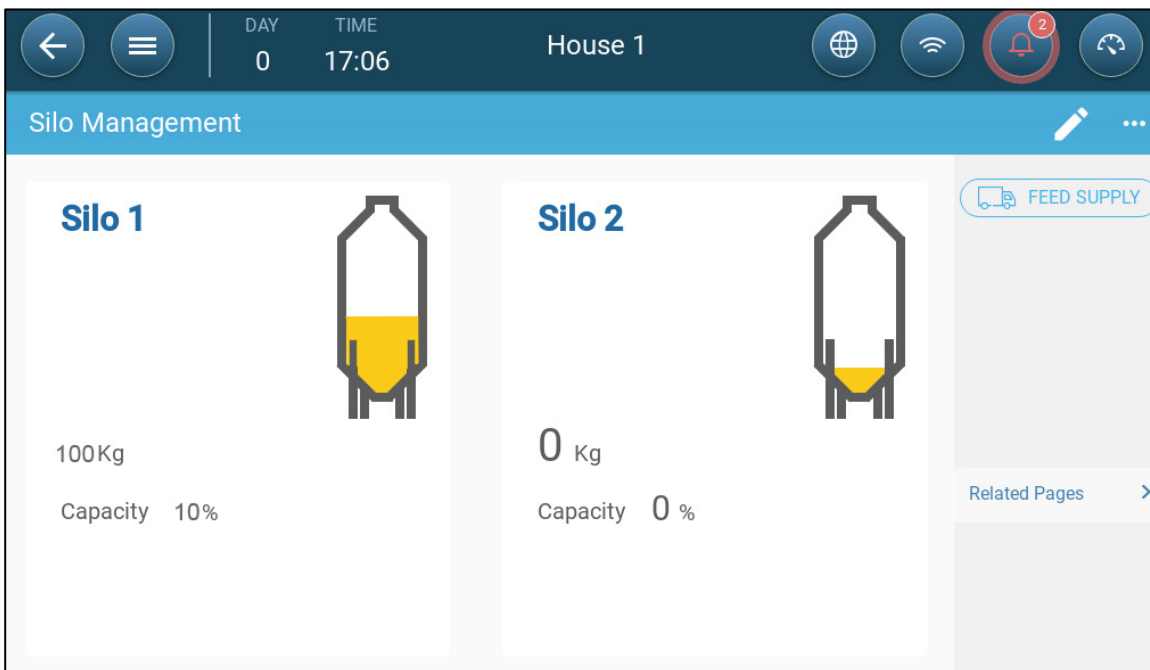 DAY TIME
0 17:06
House 1
2
Silo Management
...
Silo 1
100Kg
Capacity 10%
Silo 2
0 Kg
Capacity 0 %
FEED SUPPLY
Related Pages